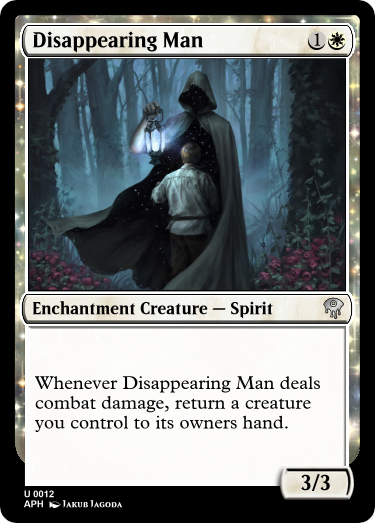 Disappearing Man 1
Enchantment Creature — Spirit
Whenever Disappearing Man deals
combat damage, return a creature
you control to its owners hand.
3/3
U 0012
APH Jakub Jagoda